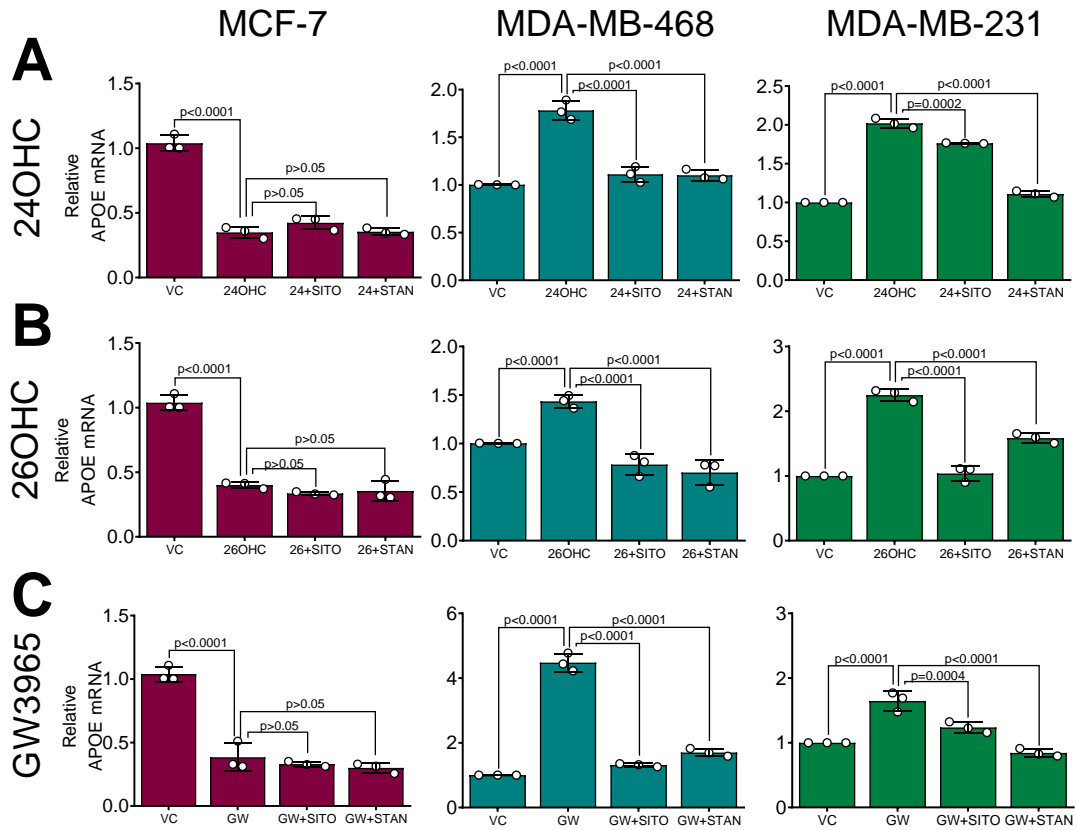 MCF-7 MDA-MB-468 MDA-MB-231
A
24OHC
Relative
APOE mRNA
1.5
1.0
0.5
0.0
p<0.0001
p>0.05
p>0.05
VC 24OHC 24+SITO 24+STAN
2.0
1.5
1.0
0.5
0.0
p<0.0001 p<0.0001
p<0.0001
VC 24OHC 24+SITO 24+STAN
2.5
2.0
1.5
1.0
0.5
0.0
p<0.0001 p<0.0001
p=0.0002
VC 24OHC 24+SITO 24+STAN
B
26OHC
Relative
APOE mRNA
1.5
1.0
0.5
0.0
p<0.0001
p>0.05
p>0.05
VC 26OHC 26+SITO 26+STAN
2.0
1.5
1.0
0.5
0.0
p<0.0001 p<0.0001
p<0.0001
VC 26OHC 26+SITO 26+STAN
3
2
1
0
p<0.0001 p<0.0001
p<0.0001
VC 26OHC 26+SITO 26+STAN
C
GW3965
Relative
APOE mRNA
1.5
1.0
0.5
0.0
p<0.0001
p>0.05
p>0.05
VC GW GW+SITO GW+STAN
6
4
2
0
p<0.0001 p<0.0001
p<0.0001
VC GW GW+SITO GW+STAN
3
2
1
0
p<0.0001 p<0.0001
p=0.0004
VC GW GW+SITO GW+STAN